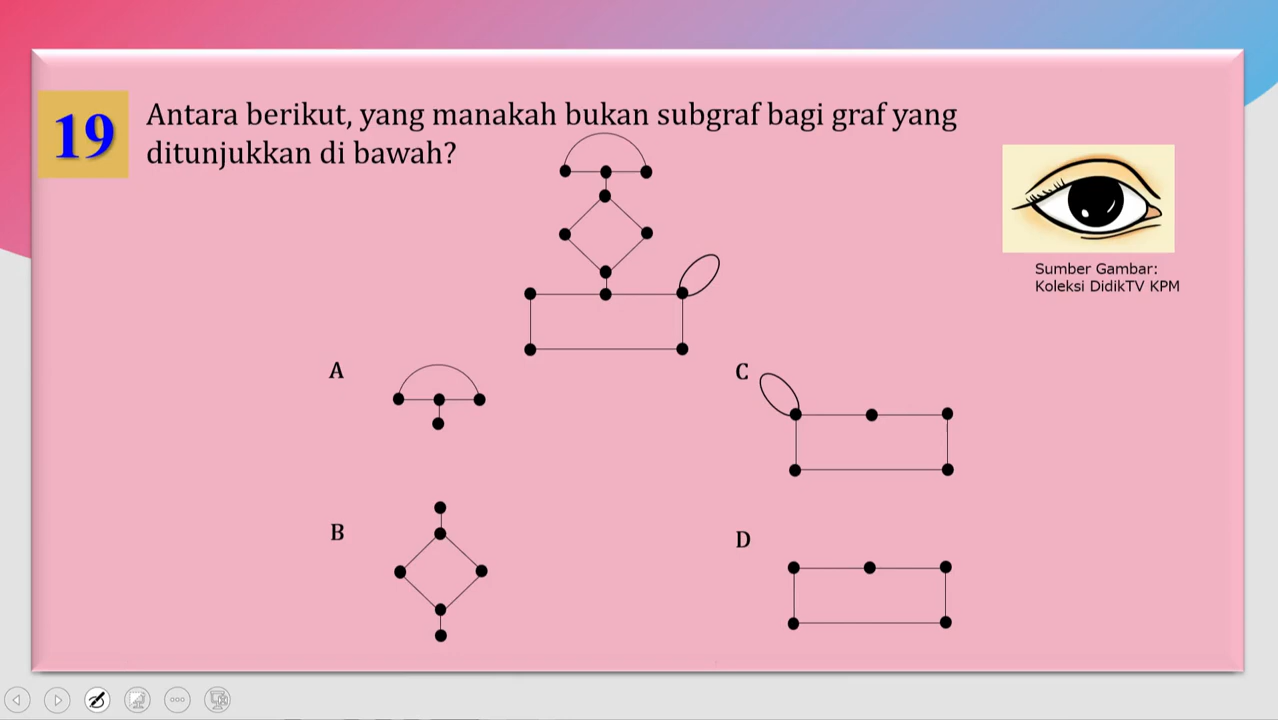 19
Antara berikut, yang manakah bukan subgraf bagi graf yang
ditunjukkan di bawah?
Sumber Gambar:
Koleksi DidikTV KPM
A
C
B
D